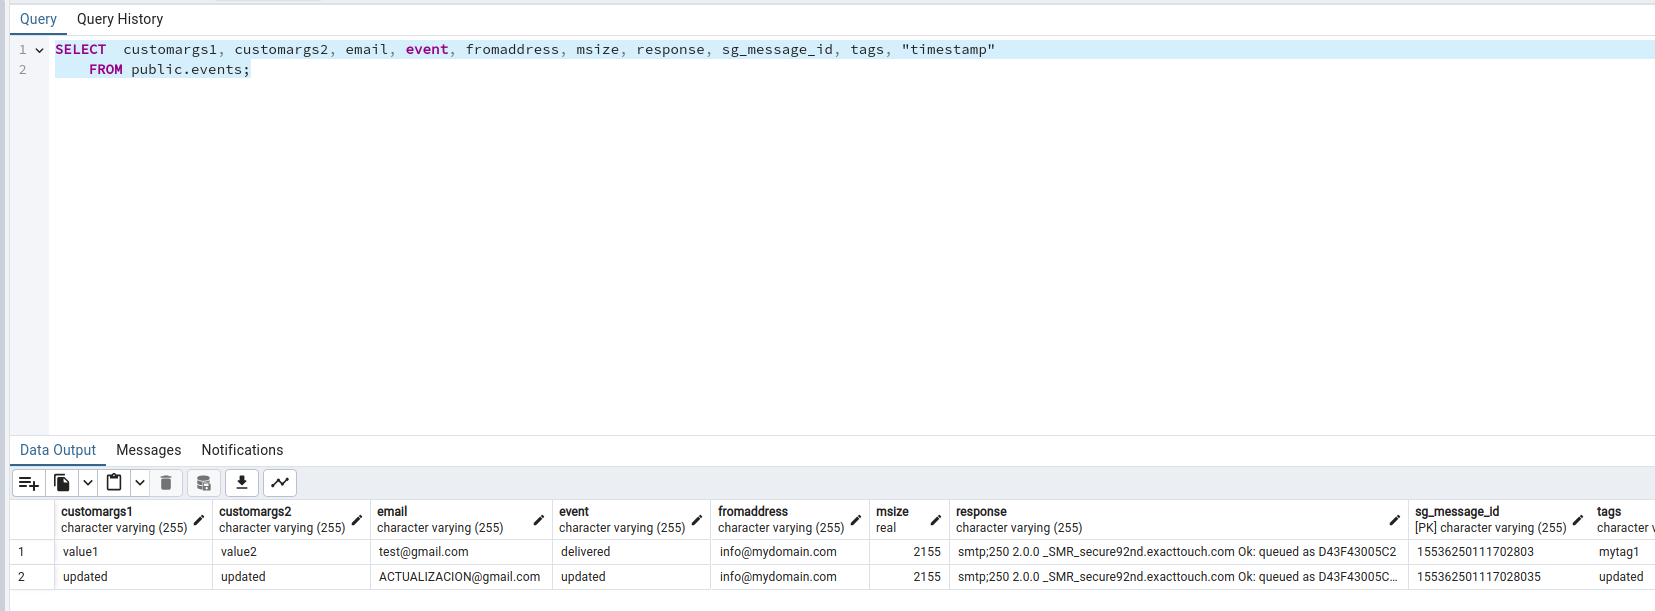 Query Query History
1 SELECT customargs1, customargs2, email, event, fromaddress, msize, response, sg_message_id, tags, "timestamp"
2 FROM public.events;
Data Output Messages Notifications
customargs1 customargs2 email event fromaddress msize response sg_message_id tags
character varying (255) character varying (255) character varying (255) character varying (255) character varying (255) real character varying (255) [PK] character varying (255) character v
1 value1 value2 test@gmail.com delivered info@mydomain.com 2155 smtp;250 2.0.0 _SMR_secure92nd.exacttouch.com Ok: queued as D43F43005C2 15536250111702803 mytag1
2 updated updated ACTUALIZACION@gmail.com updated info@mydomain.com 2155 smtp;250 2.0.0 _SMR_secure92nd.exacttouch.com Ok: queued as D43F43005C... 155362501117028035 updated